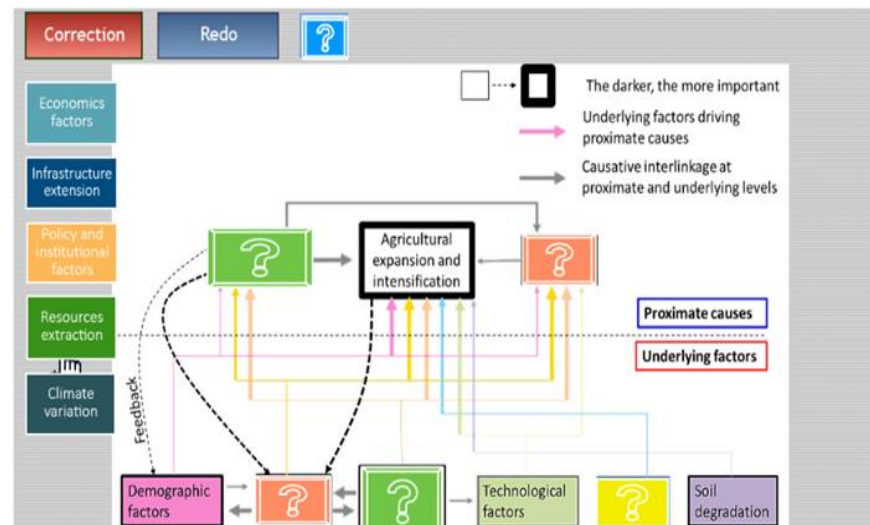 Correction
Redo
?
Economics
factors
Infrastructure
extension
Policy and
institutional
factors
Resources
extraction
Climate
variation
The darker, the more important
Underlying factors driving
proximate causes
Causative interlinkage at
proximate and underlying levels
?
Agricultural
expansion and
intensification
?
Proximate causes
Underlying factors
Feedback
Demographic
factors
?
?
Technological
factors
?
Soil
degradation